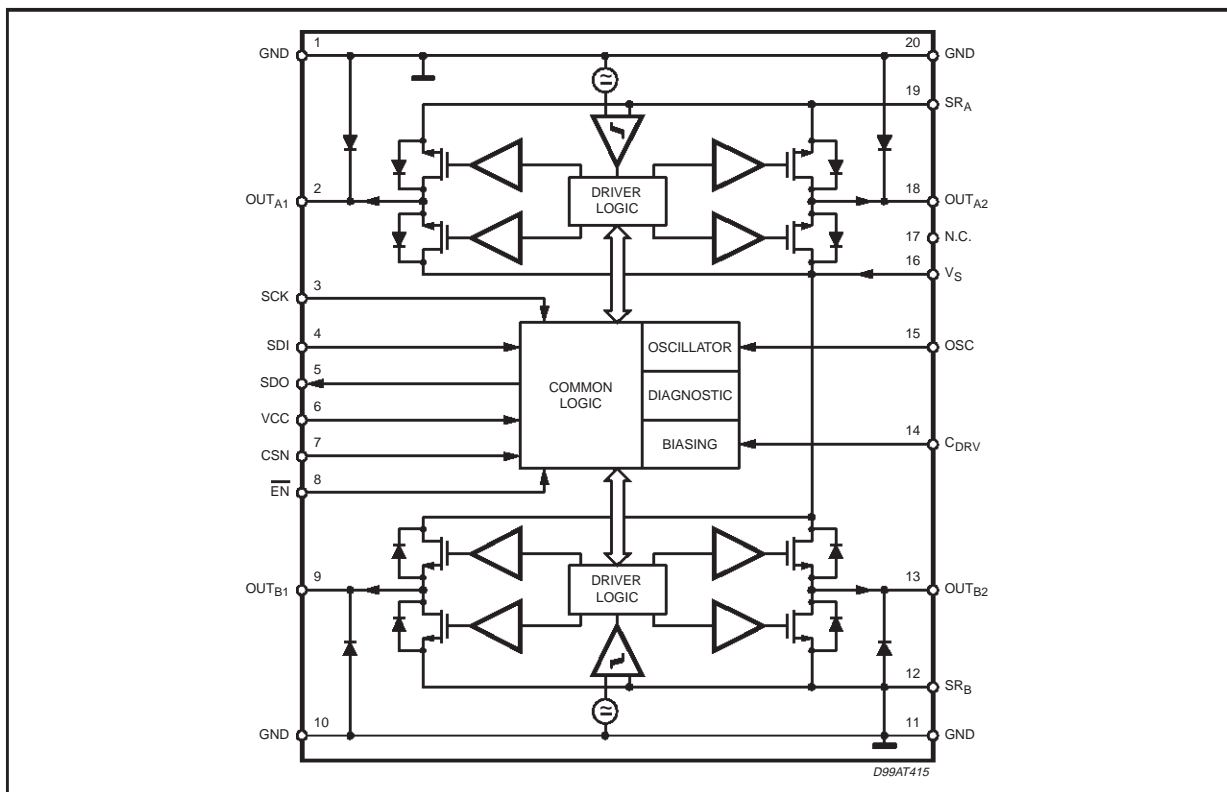 1 20
GND GND
19
SR_A
DRIVER
LOGIC
2 18
OUT_A1 OUT_A2
17 N.C.
16
V_S
3
SCK
4 15
SDI OSCILLATOR OSC
5
SDO COMMON
LOGIC DIAGNOSTIC
6
VCC
7 14
CSN BIASING C_DRV
8
E̅N̅
DRIVER
LOGIC
9 13
OUT_B1 OUT_B2
12
SR_B
10 11
GND GND
D99AT415